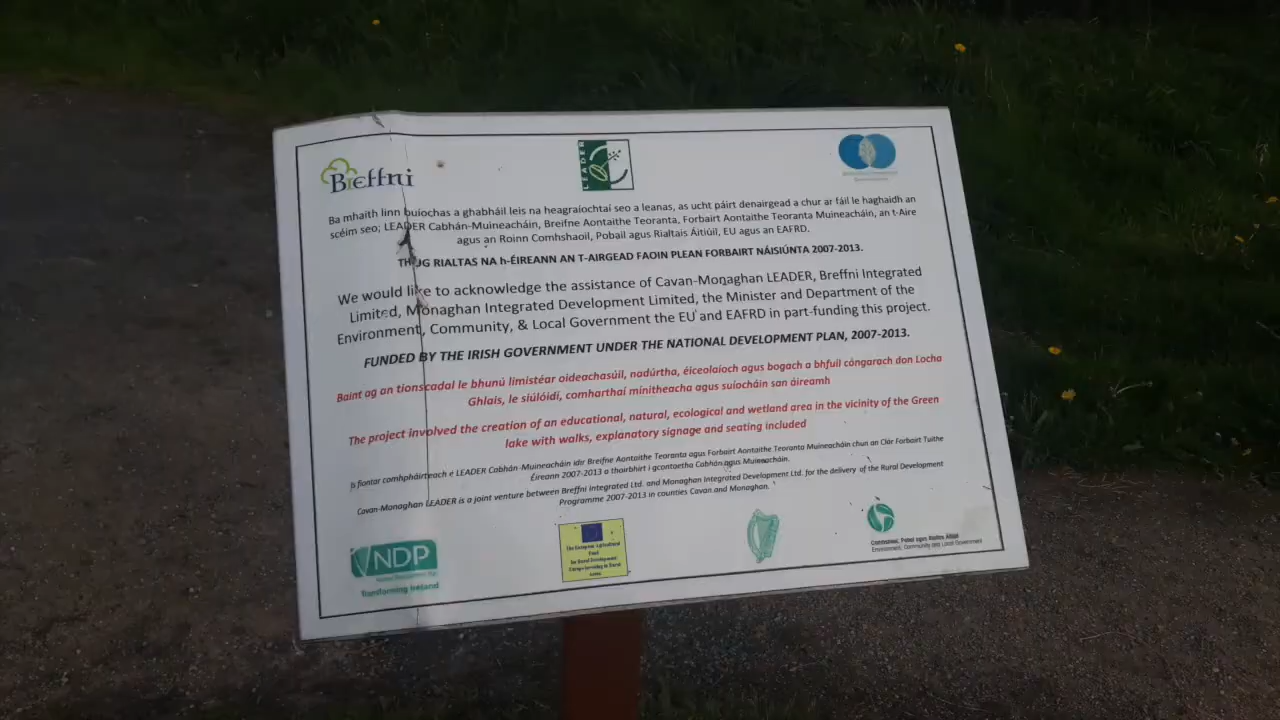 Breffni
LEADER
Ba mhaith linn buíochas a ghabháil leis na heagraíochtaí seo a leanas, as ucht páirt denairgead a chur ar fáil le haghaidh an
scéim seo; LEADER Cabhán-Muineacháin, Breifne Aontaithe Teoranta, Forbairt Aontaithe Teoranta Muineacháin, an t-Aire
agus an Roinn Comhshaoil, Pobail agus Rialtais Áitiúil, EU agus an EAFRD.
THUG RIALTAS NA h-ÉIREANN AN T-AIRGEAD FAOIN PLEAN FORBAIRT NÁISIÚNTA 2007-2013.
We would like to acknowledge the assistance of Cavan-Monaghan LEADER, Breffni Integrated
Limited, Monaghan Integrated Development Limited, the Minister and Department of the
Environment, Community, & Local Government the EU and EAFRD in part-funding this project.
FUNDED BY THE IRISH GOVERNMENT UNDER THE NATIONAL DEVELOPMENT PLAN, 2007-2013.
Baint ag an tionscadal le bhunú limistéar oideachasúil, nadúrtha, éiceolaíoch agus bogach a bhfuil cóngarach don Locha
Ghlais, le siúlóidí, comharthaí mínitheacha agus suíocháin san áireamh
The project involved the creation of an educational, natural, ecological and wetland area in the vicinity of the Green
lake with walks, explanatory signage and seating included
Is fiontar comhpháirteach é LEADER Cabhán-Muineacháin idir Breifne Aontaithe Teoranta agus Forbairt Aontaithe Teoranta Muineacháin chun an Clár Forbairt Tuithe
Éireann 2007-2013 a thoirbhirt i gcontaetha Cabhán agus Muineacháin.
Cavan-Monaghan LEADER is a joint venture between Breffni Integrated Ltd. and Monaghan Integrated Development Ltd. for the delivery of the Rural Development
Programme 2007-2013 in counties Cavan and Monaghan.
NDP
National Development Plan
Transforming Ireland
The European Agricultural
Fund
for Rural Development:
Europe investing in Rural
Areas
Comhshaol, Pobal agus Rialtas Áitiúil
Environment, Community and Local Government